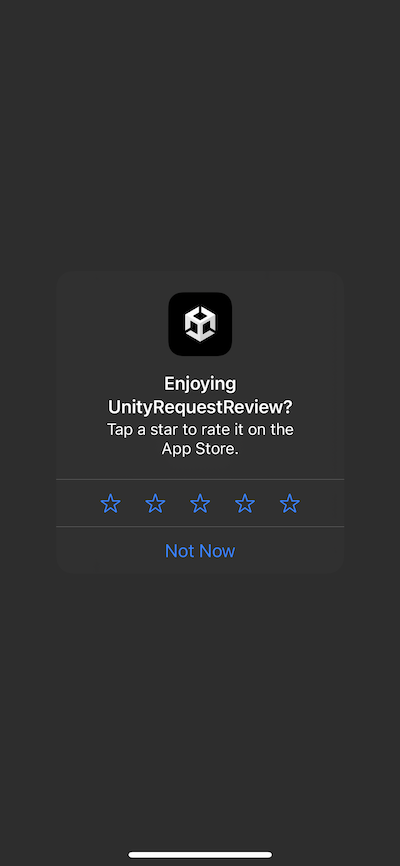 Enjoying
UnityRequestReview?
Tap a star to rate it on the
App Store.
Not Now